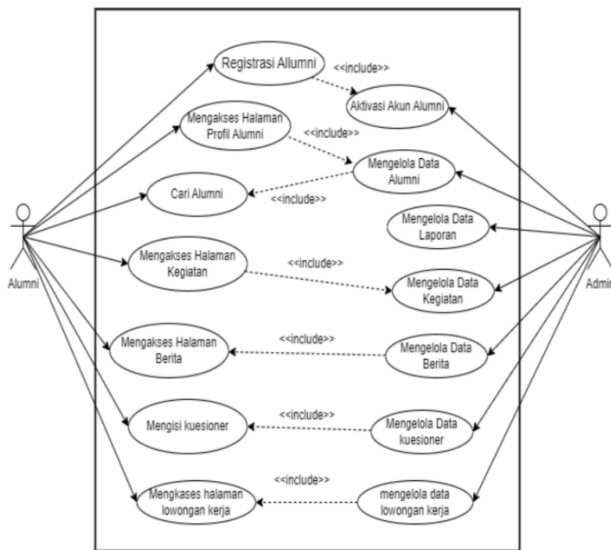 Registrasi Allumni
<<include>>
Aktivasi Akun Alumni
Mengakses Halaman
Profil Alumni
<<include>>
Mengelola Data
Alumni
Cari Alumni
<<include>>
Mengelola Data
Laporan
Alumni
Admin
Mengakses Halaman
Kegiatan
<<include>>
Mengelola Data
Kegiatan
Mengakses Halaman
Berita
<<include>>
Mengelola Data
Berita
Mengisi kuesioner
<<include>>
Mengelola Data
kuesioner
Mengkases halaman
lowongan kerja
<<include>>
mengelola data
lowongan kerja